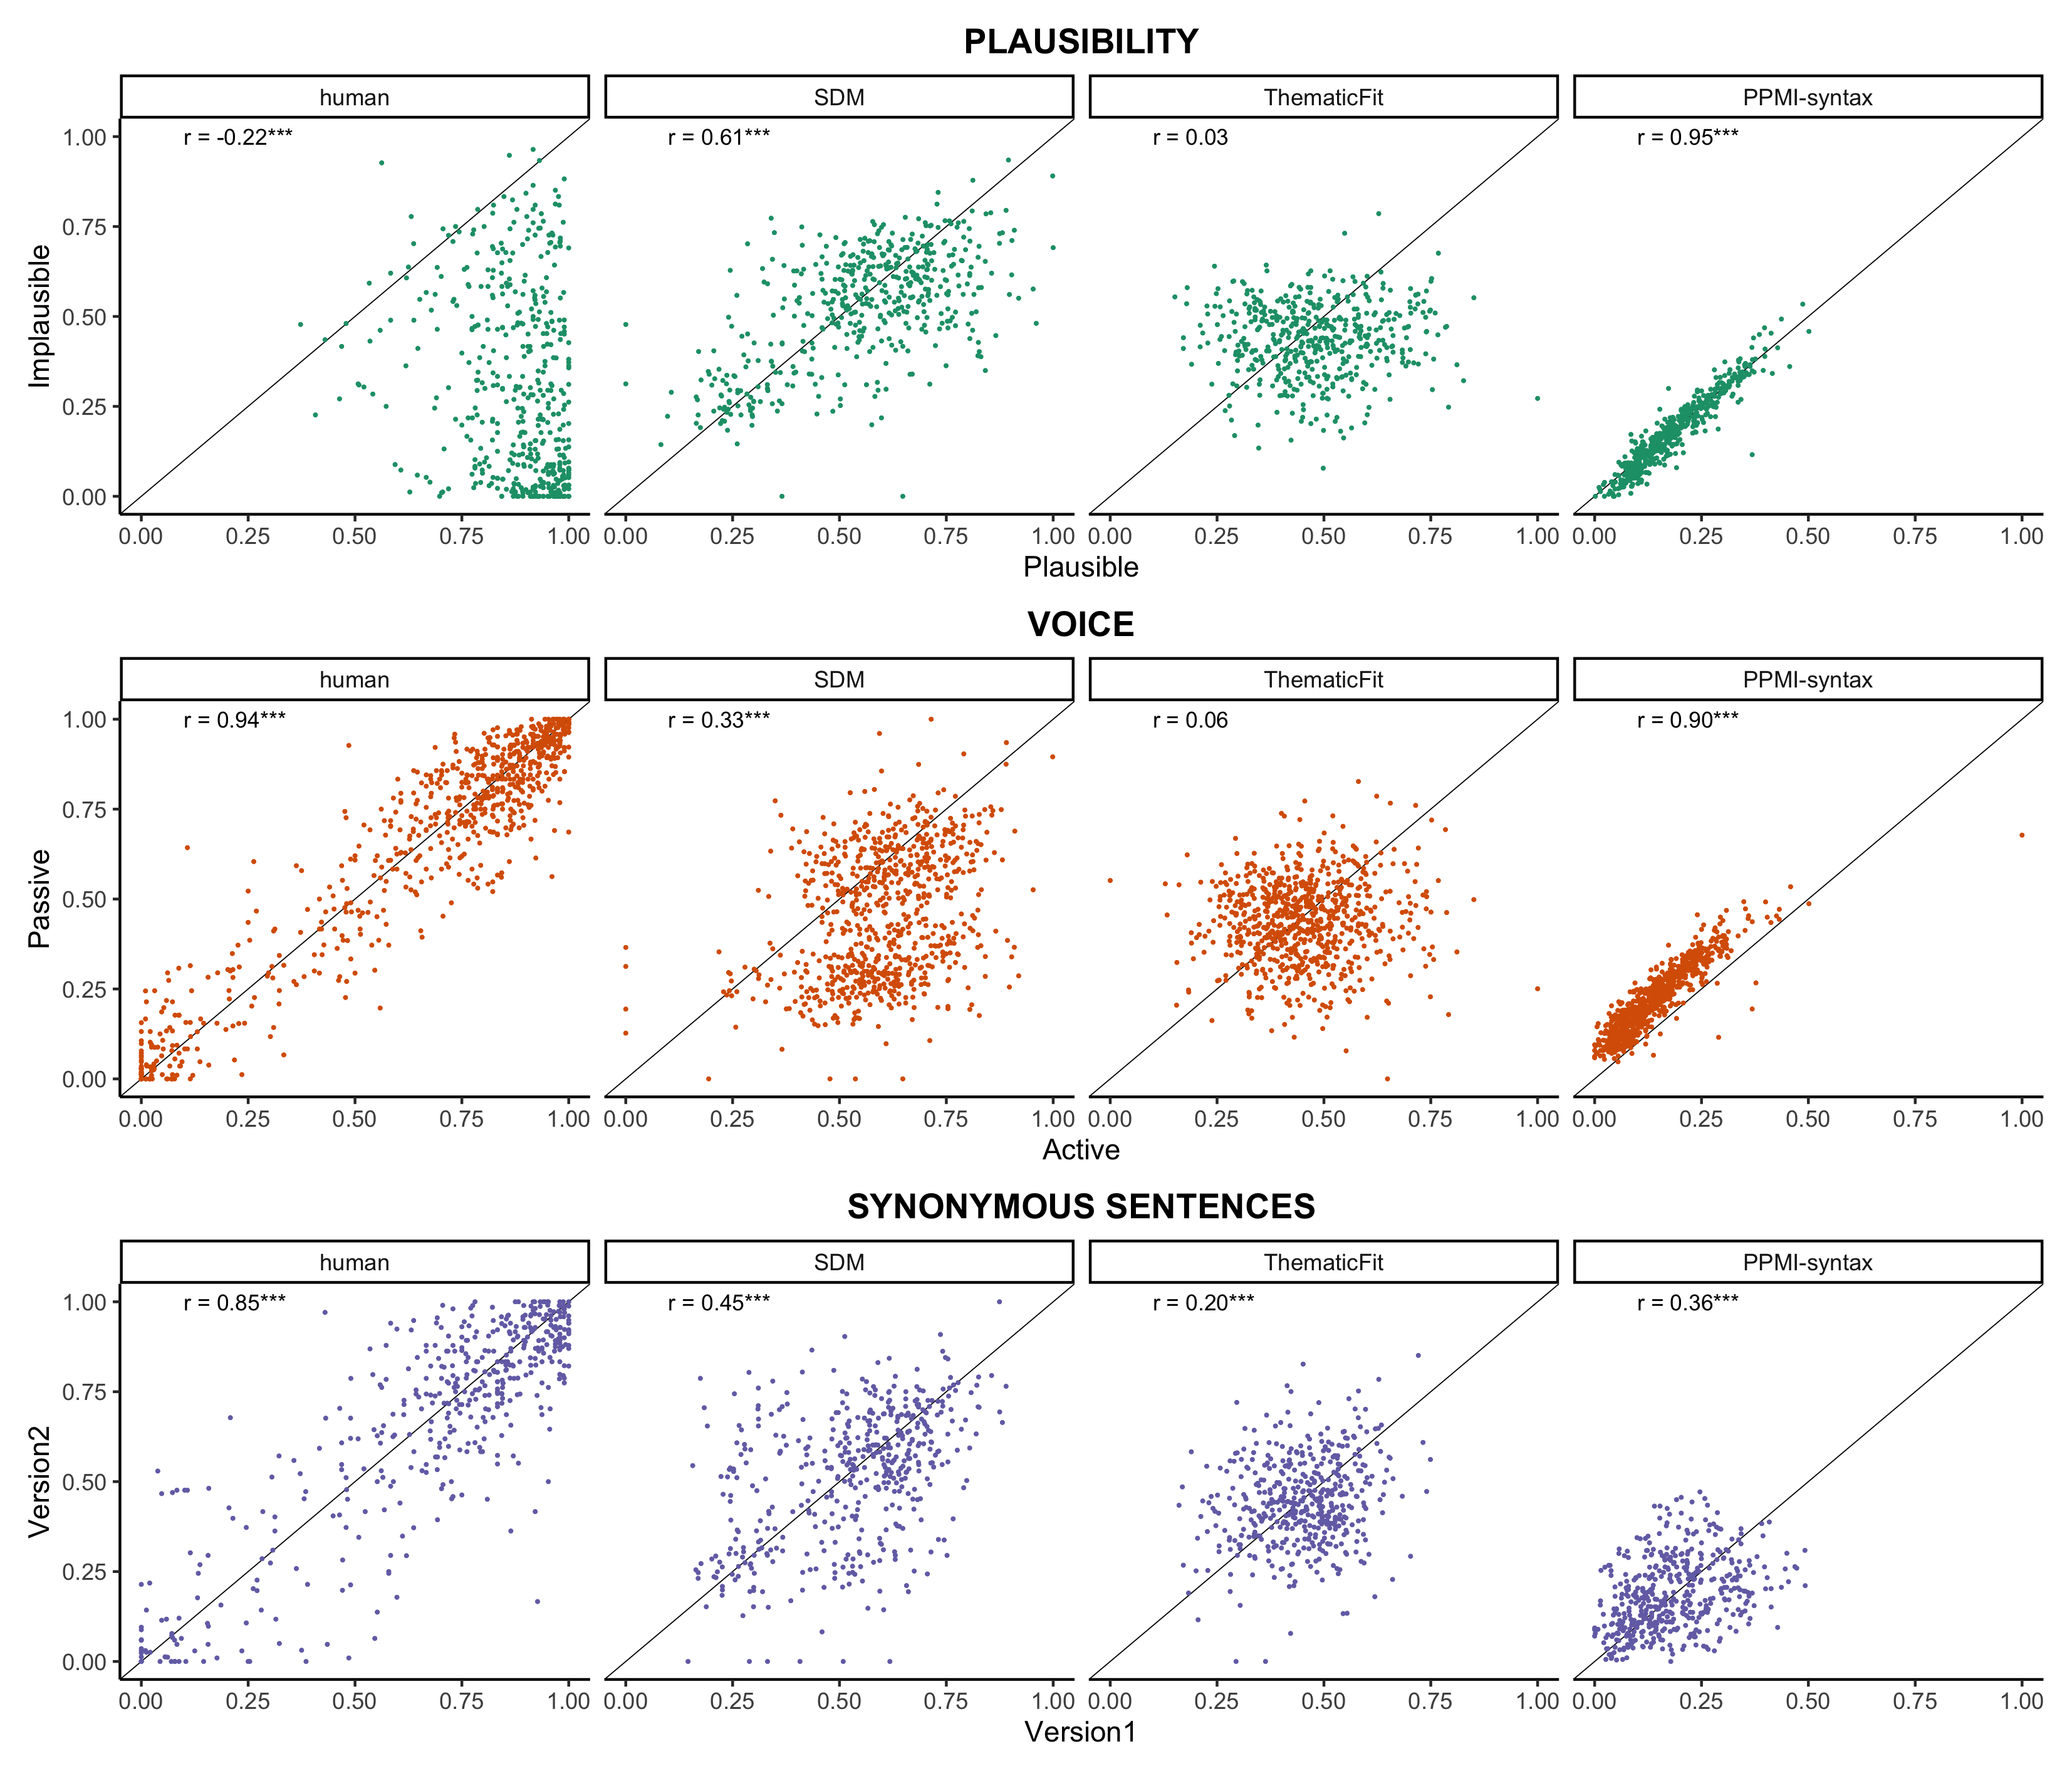 PLAUSIBILITY
human SDM ThematicFit PPMI-syntax
r = -0.22*** r = 0.61*** r = 0.03 r = 0.95***
Implausible
1.00
0.75
0.50
0.25
0.00
0.00 0.25 0.50 0.75 1.00 0.00 0.25 0.50 0.75 1.00 0.00 0.25 0.50 0.75 1.00 0.00 0.25 0.50 0.75 1.00
Plausible
VOICE
human SDM ThematicFit PPMI-syntax
r = 0.94*** r = 0.33*** r = 0.06 r = 0.90***
Passive
1.00
0.75
0.50
0.25
0.00
0.00 0.25 0.50 0.75 1.00 0.00 0.25 0.50 0.75 1.00 0.00 0.25 0.50 0.75 1.00 0.00 0.25 0.50 0.75 1.00
Active
SYNONYMOUS SENTENCES
human SDM ThematicFit PPMI-syntax
r = 0.85*** r = 0.45*** r = 0.20*** r = 0.36***
Version2
1.00
0.75
0.50
0.25
0.00
0.00 0.25 0.50 0.75 1.00 0.00 0.25 0.50 0.75 1.00 0.00 0.25 0.50 0.75 1.00 0.00 0.25 0.50 0.75 1.00
Version1